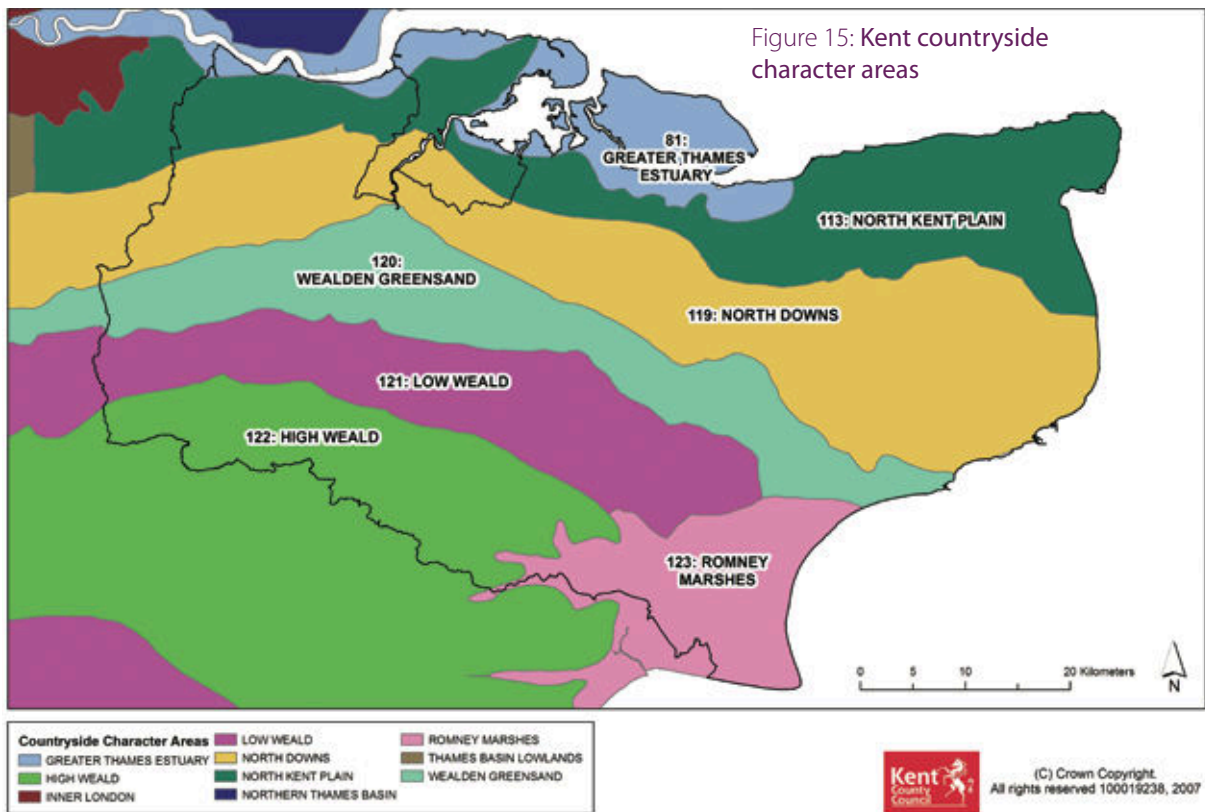 Figure 15: Kent countryside
character areas
81:
GREATER THAMES
ESTUARY
113: NORTH KENT PLAIN
120:
WEALDEN GREENSAND
119: NORTH DOWNS
121: LOW WEALD
122: HIGH WEALD
123: ROMNEY
MARSHES
0 5 10 20 Kilometers
N
Countryside Character Areas
GREATER THAMES ESTUARY
HIGH WEALD
INNER LONDON
LOW WEALD
NORTH DOWNS
NORTH KENT PLAIN
NORTHERN THAMES BASIN
ROMNEY MARSHES
THAMES BASIN LOWLANDS
WEALDEN GREENSAND
Kent
County
Council
(C) Crown Copyright.
All rights reserved 100019238, 2007